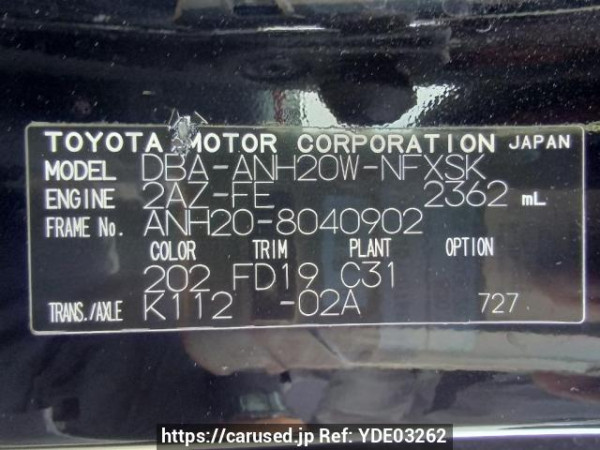 TOYOTA MOTOR CORPORATION JAPAN
MODEL DBA-ANH20W-NFXSK
ENGINE 2AZ-FE 2362 mL
FRAME No. ANH20-8040902
COLOR TRIM PLANT OPTION
202 FD19 C31
TRANS./AXLE K112 -02A 727
https://carused.jp Ref: YDE03262